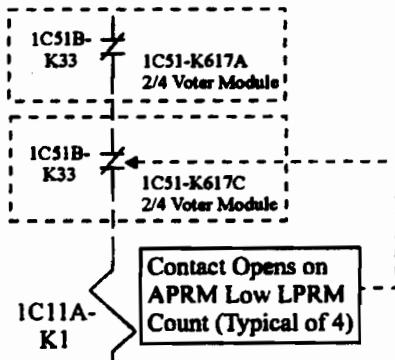 1C51B-
K33
1C51-K617A
2/4 Voter Module
1C51B-
K33
1C51-K617C
2/4 Voter Module
1C11A-
K1
Contact Opens on
APRM Low LPRM
Count (Typical of 4)